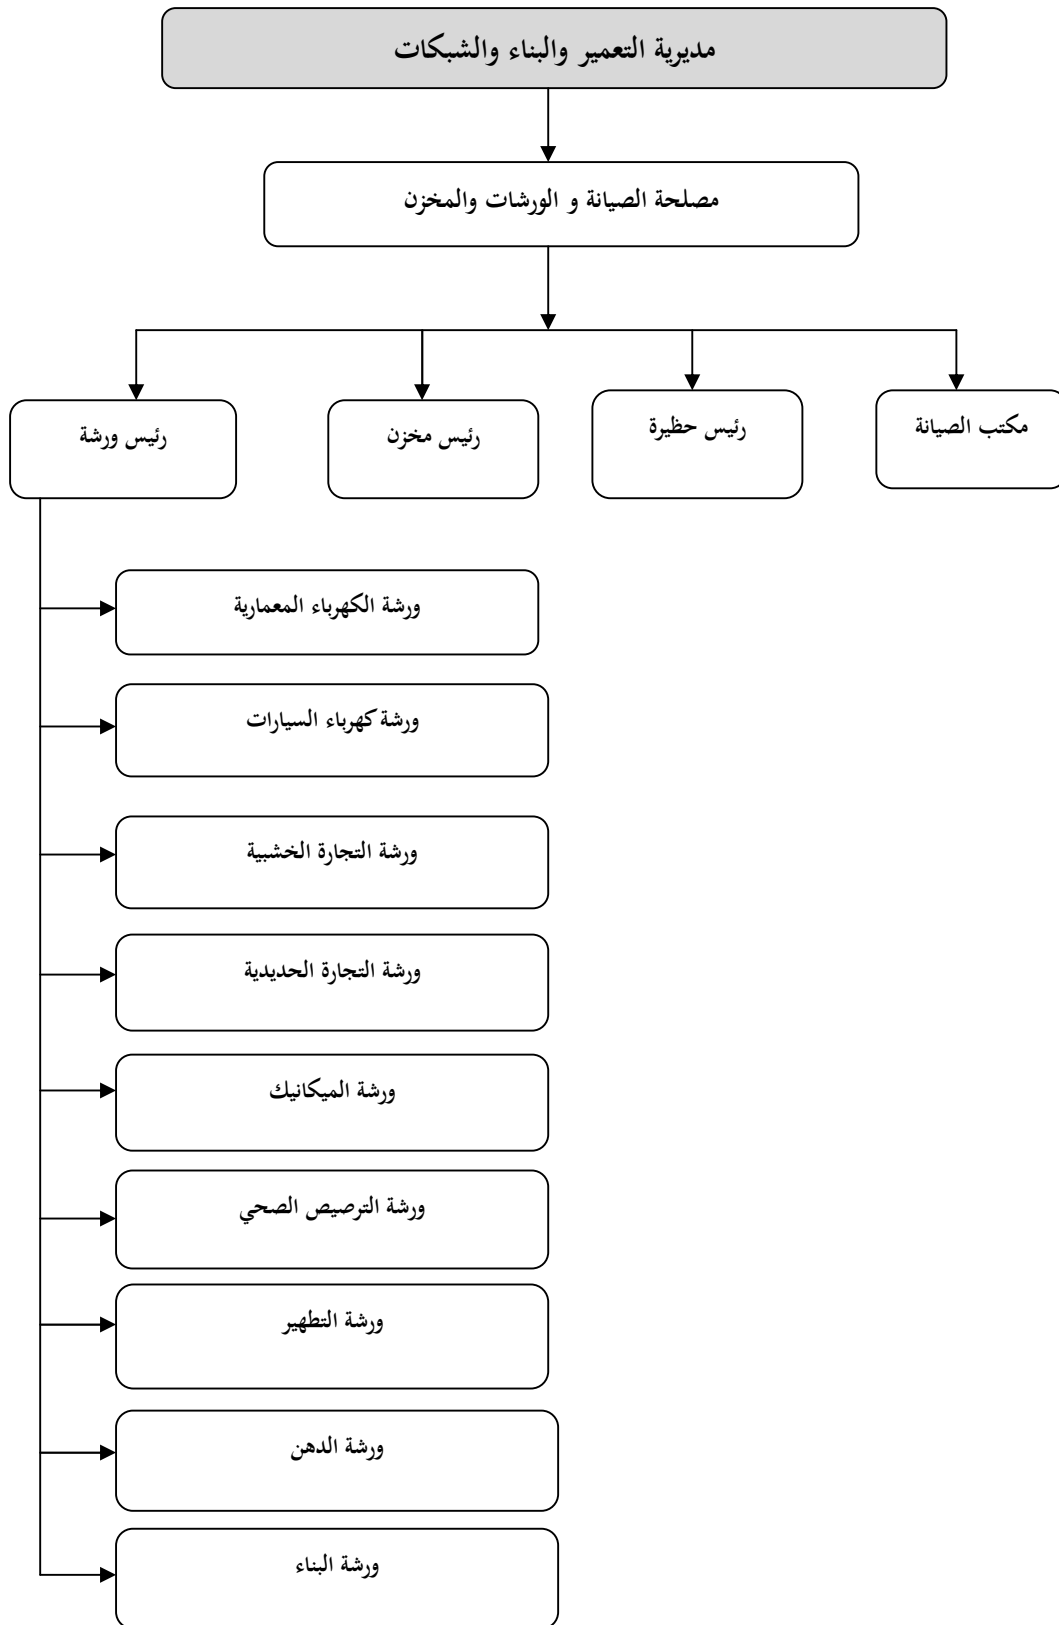 مديرية التعمير والبناء والشبكات
مصلحة الصيانة و الورشات والمخزن
مكتب الصيانة
رئيس حظيرة
رئيس مخزن
رئيس ورشة
ورشة الكهرباء المعمارية
ورشة كهرباء السيارات
ورشة التجارة الخشبية
ورشة التجارة الحديدية
ورشة الميكانيك
ورشة الترصيص الصحي
ورشة التطهير
ورشة الدهن
ورشة البناء